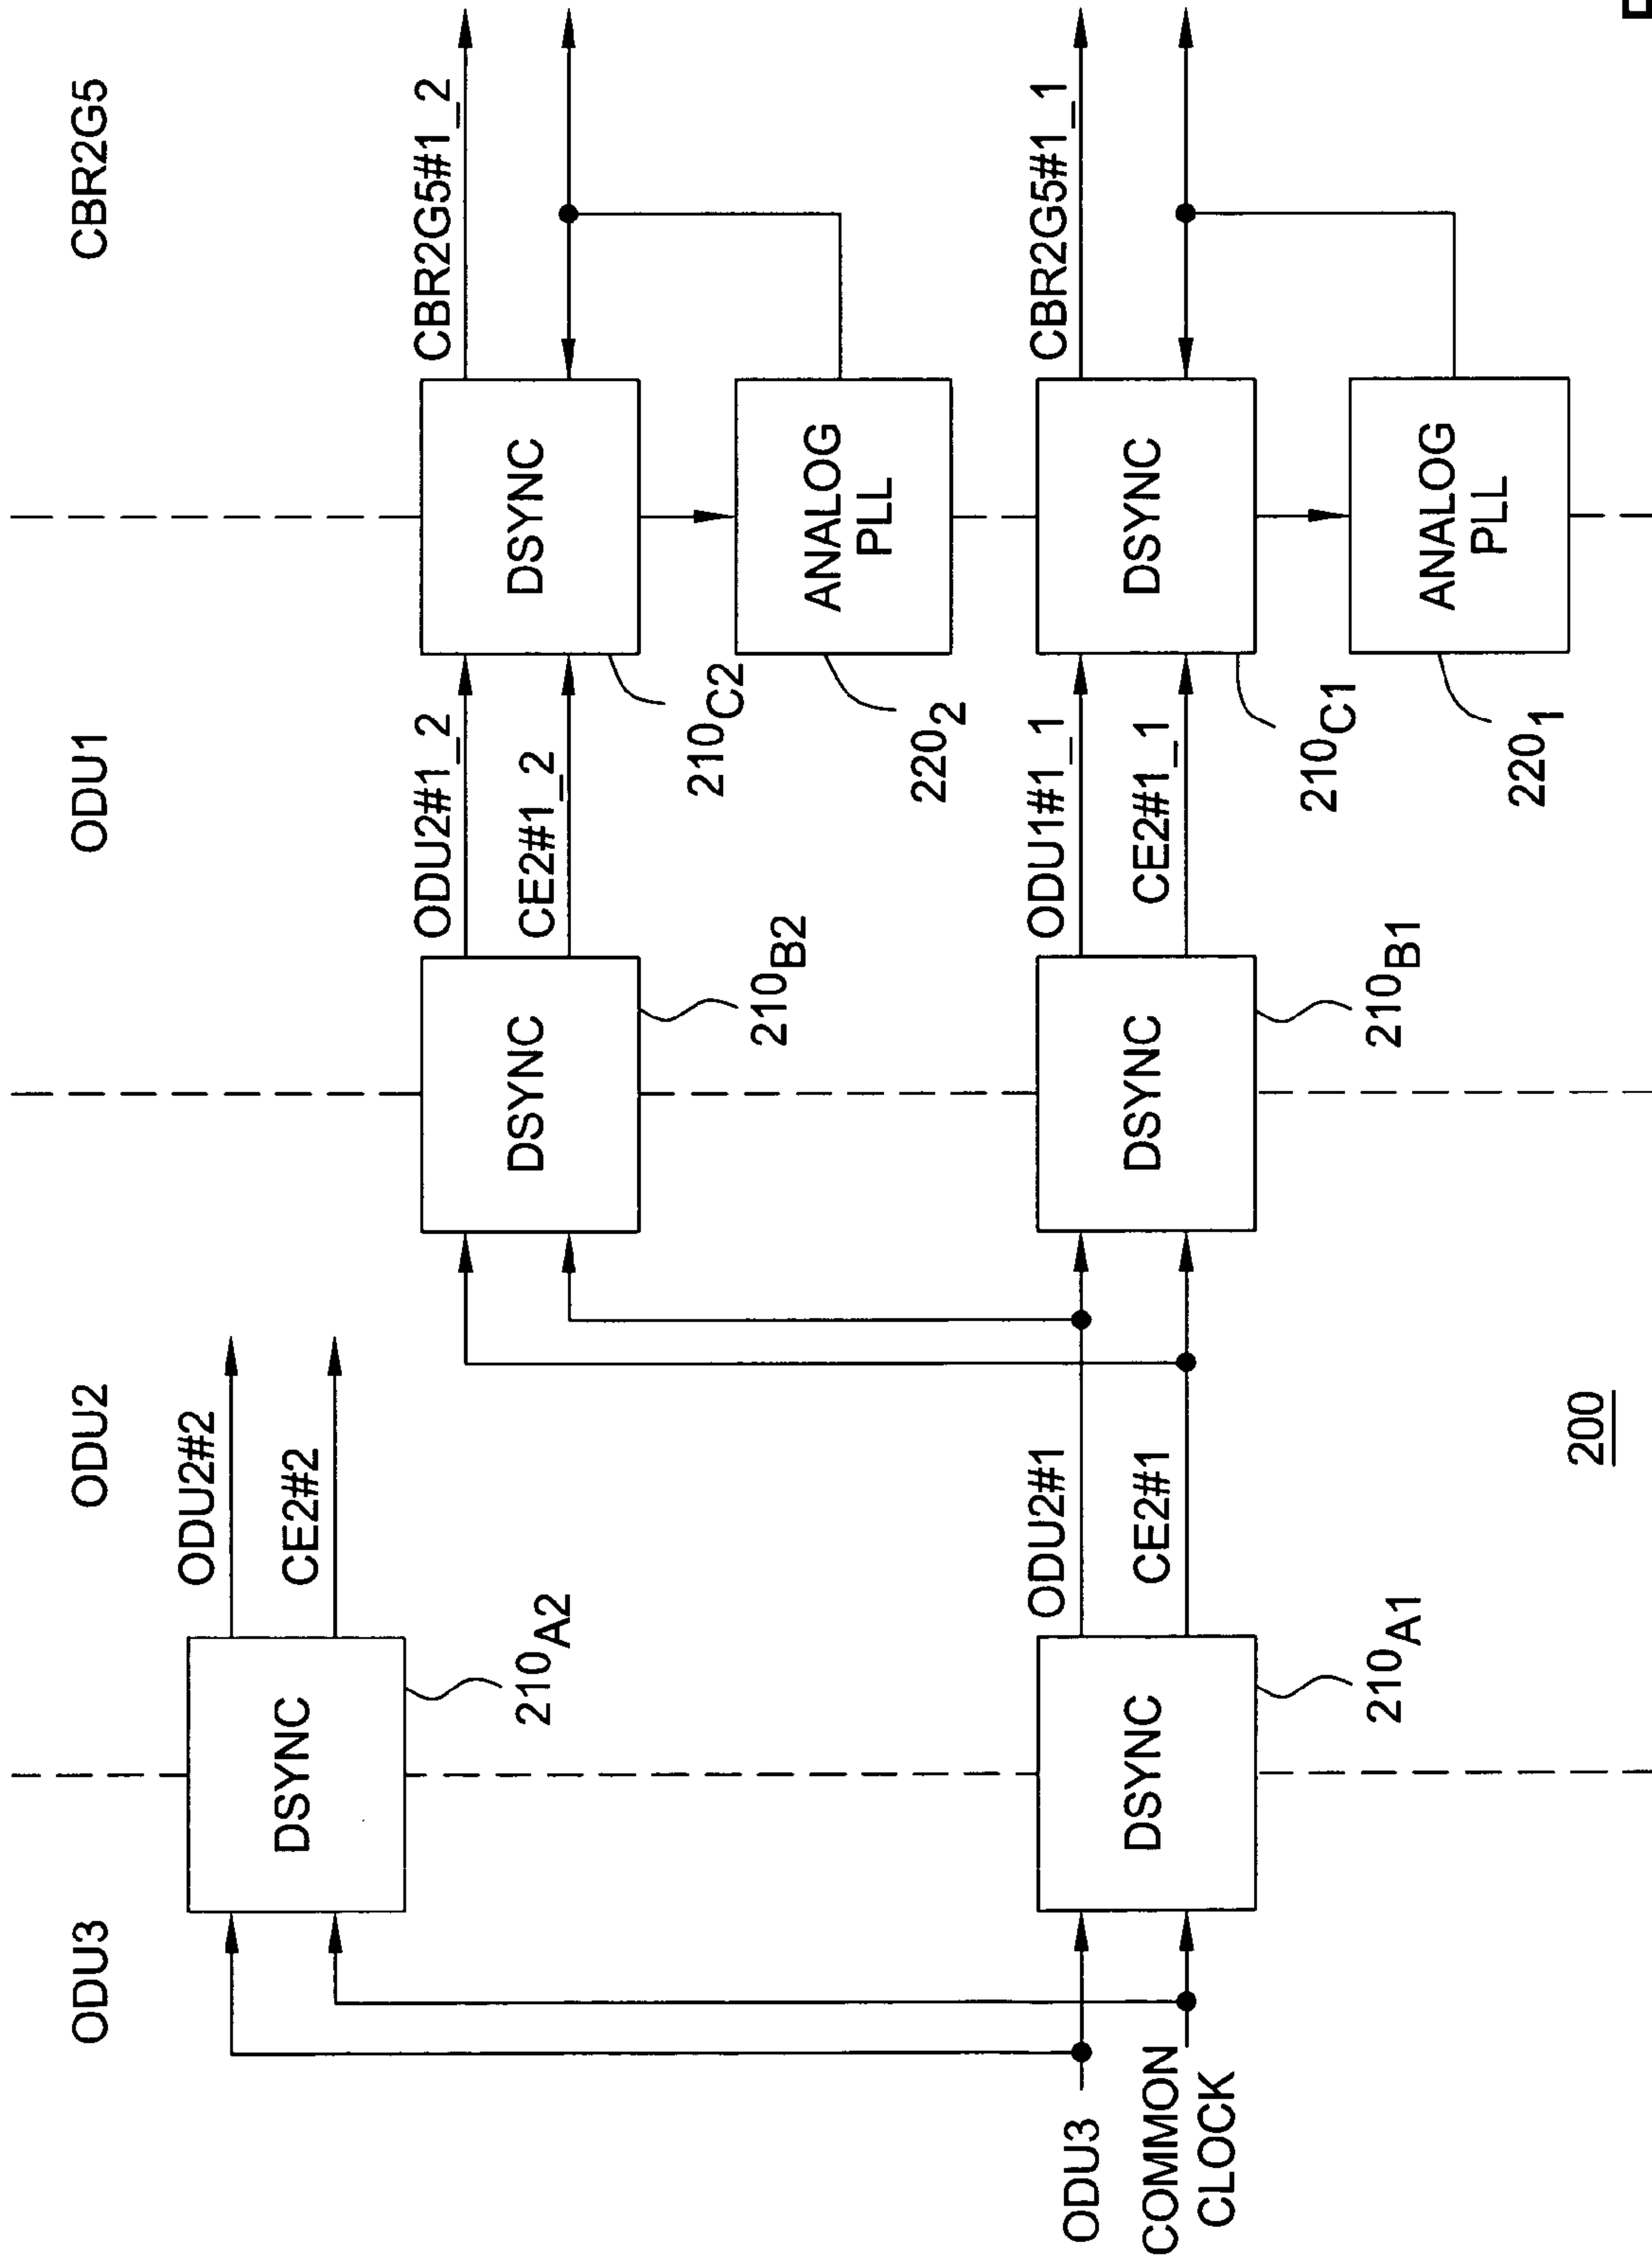 ODU3
ODU2
ODU1
CBR2G5
ODU2#2
CE2#2
DSYNC
210A2
ODU2#1_2
CE2#1_2
CBR2G5#1_2
DSYNC
210B2
DSYNC
210C2
ANALOG
PLL
2202
ODU3
COMMON
CLOCK
DSYNC
210A1
ODU2#1
CE2#1
DSYNC
210B1
ODU1#1_1
CE2#1_1
DSYNC
210C1
CBR2G5#1_1
ANALOG
PLL
2201
200